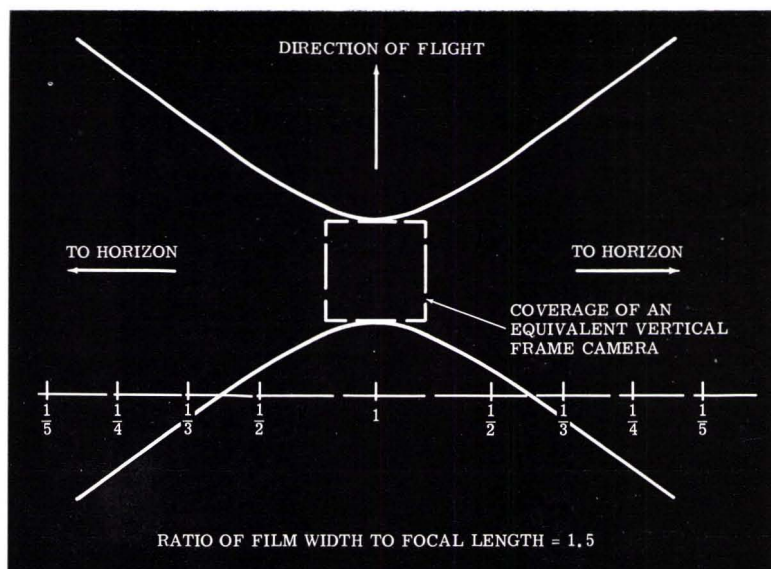 DIRECTION OF FLIGHT
TO HORIZON
TO HORIZON
COVERAGE OF AN
EQUIVALENT VERTICAL
FRAME CAMERA
1/5 1/4 1/3 1/2 1 1/2 1/3 1/4 1/5
RATIO OF FILM WIDTH TO FOCAL LENGTH = 1.5